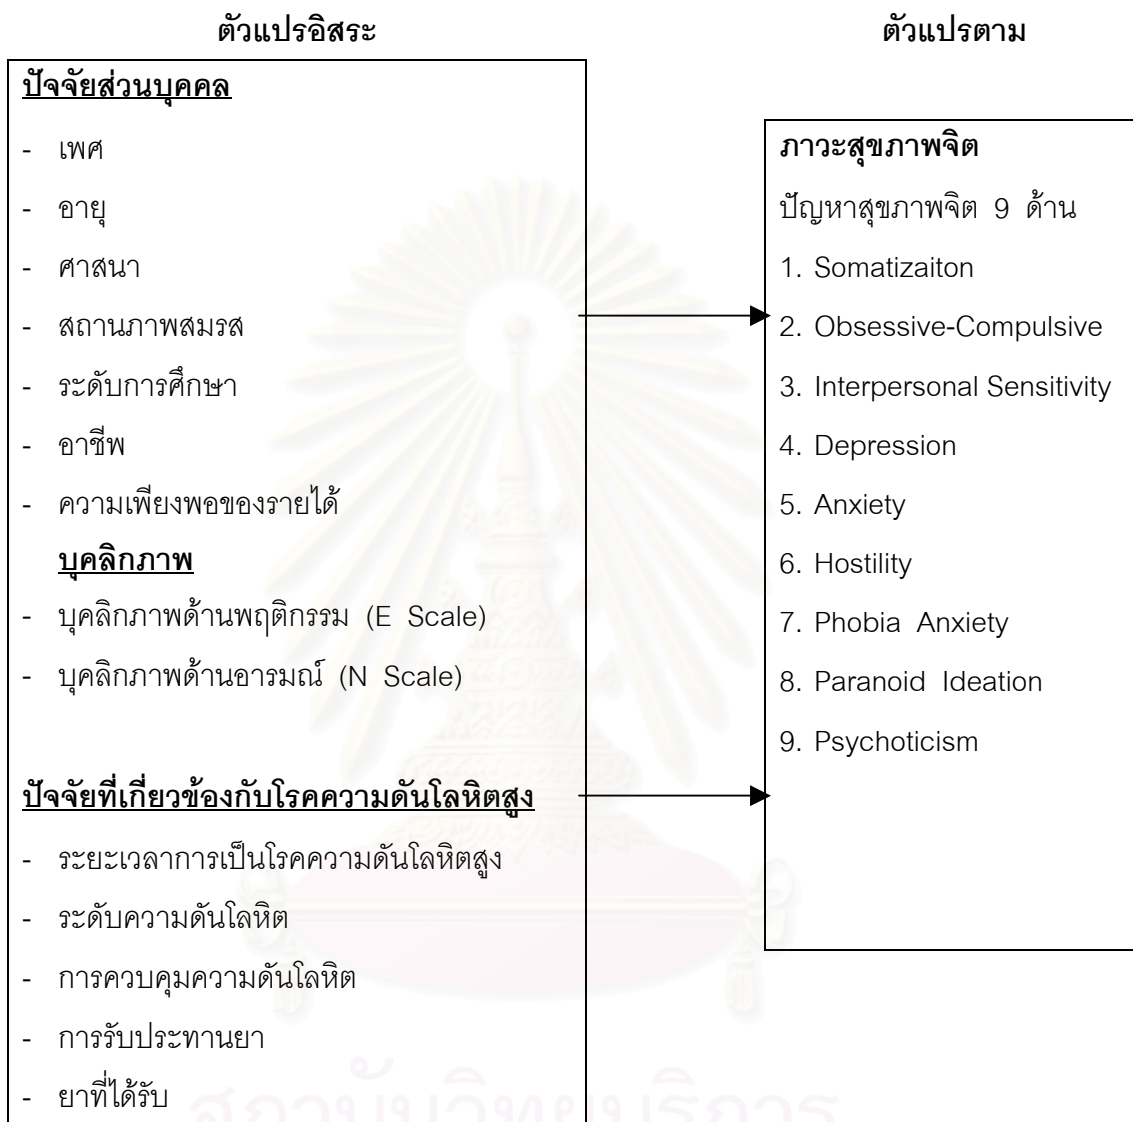 ตัวแปรอิสระ
ปัจจัยส่วนบุคคล
- เพศ
- อายุ
- ศาสนา
- สถานภาพสมรส
- ระดับการศึกษา
- อาชีพ
- ความเพียงพอของรายได้
บุคลิกภาพ
- บุคลิกภาพด้านพฤติกรรม (E Scale)
- บุคลิกภาพด้านอารมณ์ (N Scale)
ปัจจัยที่เกี่ยวข้องกับโรคความดันโลหิตสูง
- ระยะเวลาการเป็นโรคความดันโลหิตสูง
- ระดับความดันโลหิต
- การควบคุมความดันโลหิต
- การรับประทานยา
- ยาที่ได้รับ
ตัวแปรตาม
ภาวะสุขภาพจิต
ปัญหาสุขภาพจิต 9 ด้าน
1. Somatizaiton
2. Obsessive-Compulsive
3. Interpersonal Sensitivity
4. Depression
5. Anxiety
6. Hostility
7. Phobia Anxiety
8. Paranoid Ideation
9. Psychoticism
สถาบันวิทยบริการ